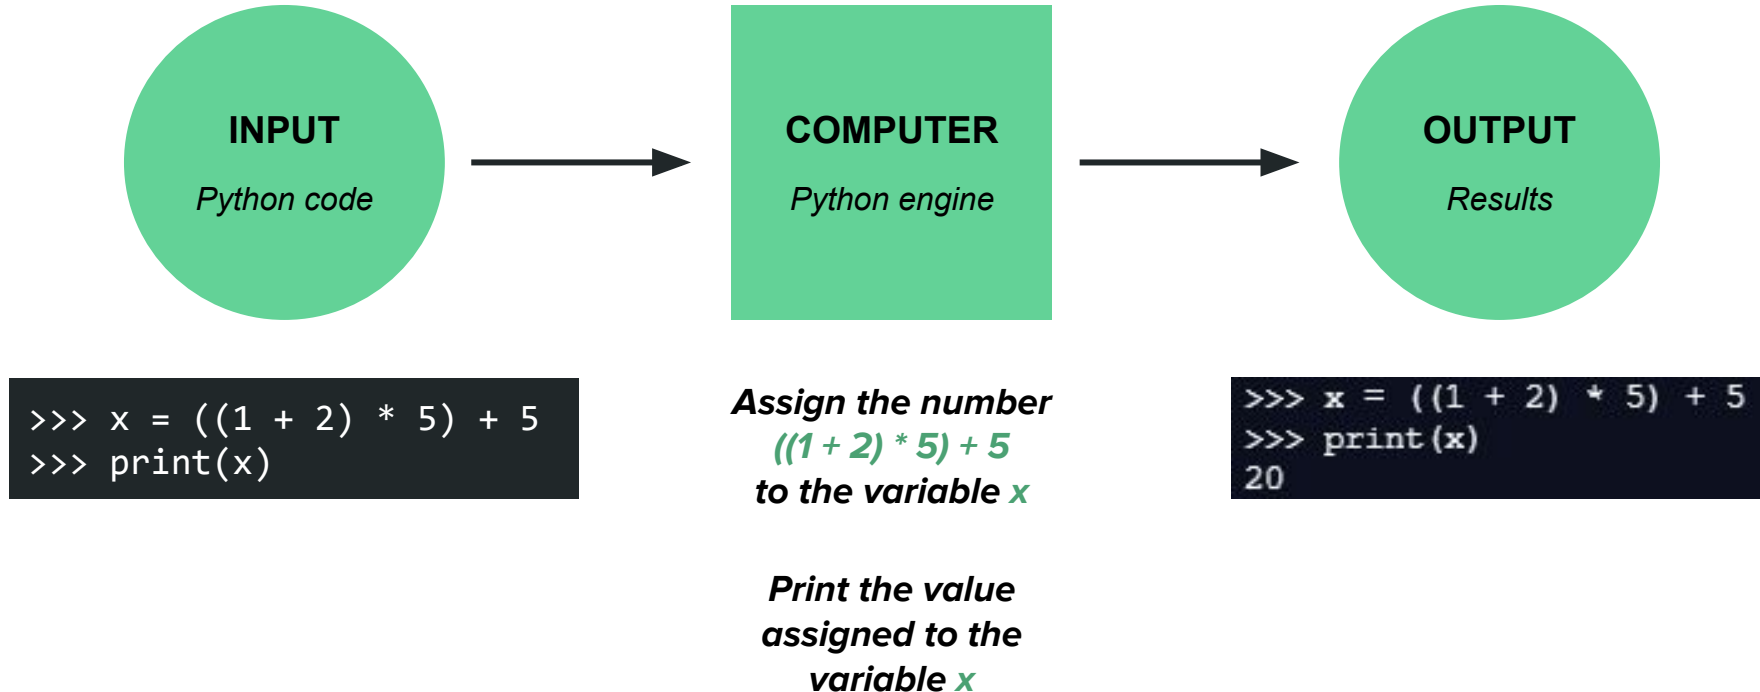 INPUT
Python code
COMPUTER
Python engine
OUTPUT
Results
>>> x = ((1 + 2) * 5) + 5
>>> print(x)
Assign the number
((1 + 2) * 5) + 5
to the variable x
Print the value
assigned to the
variable x
>>> x = ((1 + 2) * 5) + 5
>>> print(x)
20